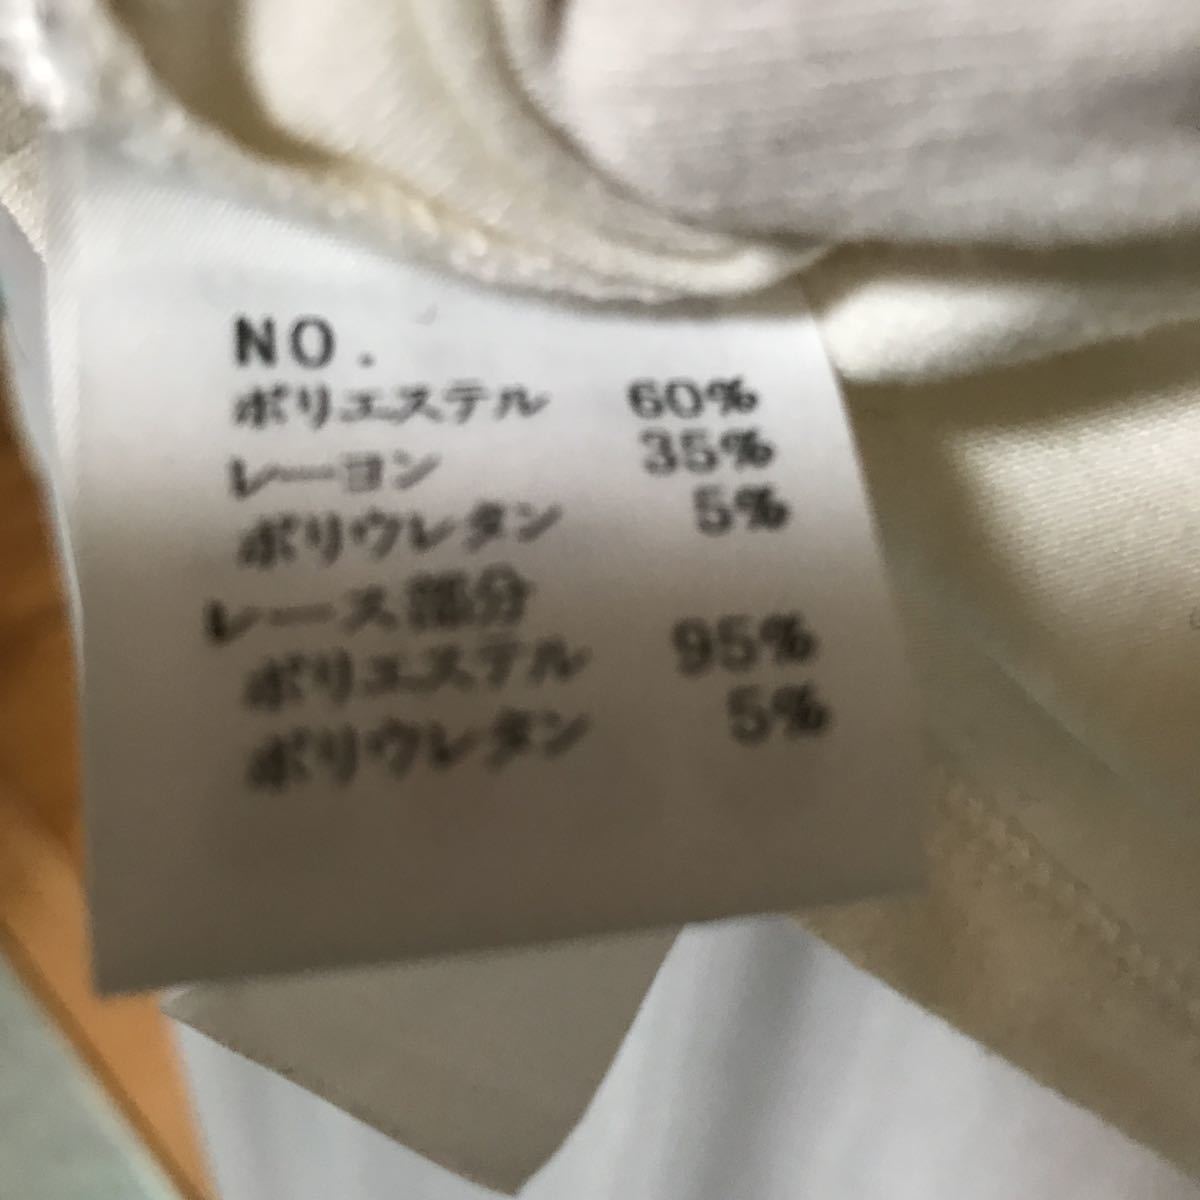 NO.
ポリエステル 60%
レーヨン 35%
ポリウレタン 5%
レース部分
ポリエステル 95%
ポリウレタン 5%